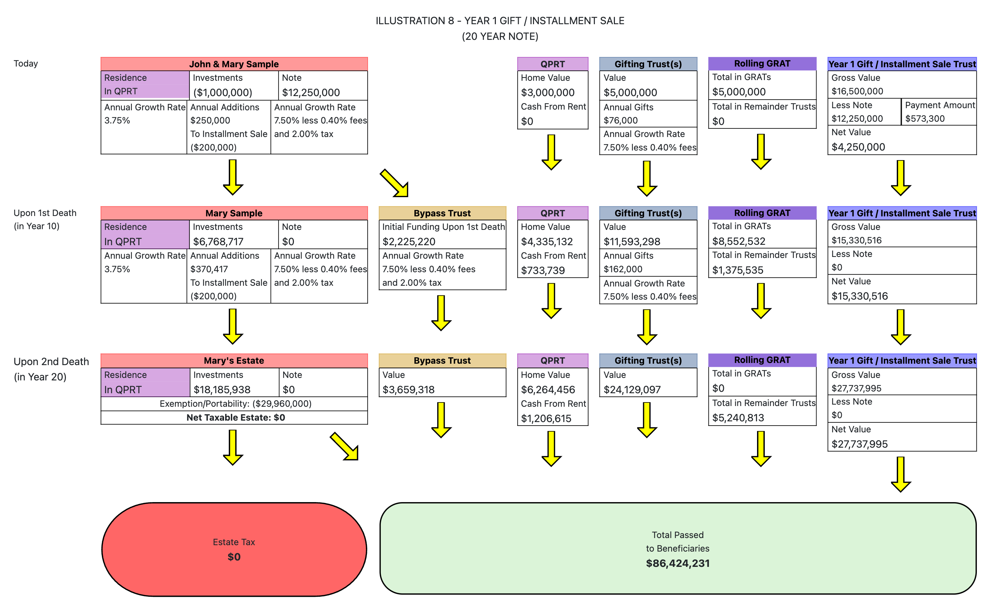 ILLUSTRATION 8 - YEAR 1 GIFT / INSTALLMENT SALE
(20 YEAR NOTE)
Today
John & Mary Sample
Residence
In QPRT
Investments
($1,000,000)
Note
$12,250,000
Annual Growth Rate
3.75%
Annual Additions
$250,000
To Installment Sale
($200,000)
Annual Growth Rate
7.50% less 0.40% fees
and 2.00% tax
QPRT
Home Value
$3,000,000
Cash From Rent
$0
Gifting Trust(s)
Value
$5,000,000
Annual Gifts
$76,000
Annual Growth Rate
7.50% less 0.40% fees
Rolling GRAT
Total in GRATs
$5,000,000
Total in Remainder Trusts
$0
Year 1 Gift / Installment Sale Trust
Gross Value
$16,500,000
Less Note
$12,250,000
Payment Amount
$573,300
Net Value
$4,250,000
Upon 1st Death
(in Year 10)
Mary Sample
Residence
In QPRT
Investments
$6,768,717
Note
$0
Annual Growth Rate
3.75%
Annual Additions
$370,417
To Installment Sale
($200,000)
Annual Growth Rate
7.50% less 0.40% fees
and 2.00% tax
Bypass Trust
Initial Funding Upon 1st Death
$2,225,220
Annual Growth Rate
7.50% less 0.40% fees
and 2.00% tax
QPRT
Home Value
$4,335,132
Cash From Rent
$733,739
Gifting Trust(s)
Value
$11,593,298
Annual Gifts
$162,000
Annual Growth Rate
7.50% less 0.40% fees
Rolling GRAT
Total in GRATs
$8,552,532
Total in Remainder Trusts
$1,375,535
Year 1 Gift / Installment Sale Trust
Gross Value
$15,330,516
Less Note
$0
Net Value
$15,330,516
Upon 2nd Death
(in Year 20)
Mary's Estate
Residence
In QPRT
Investments
$18,185,938
Note
$0
Exemption/Portability: ($29,960,000)
Net Taxable Estate: $0
Bypass Trust
Value
$3,659,318
QPRT
Home Value
$6,264,456
Cash From Rent
$1,206,615
Gifting Trust(s)
Value
$24,129,097
Rolling GRAT
Total in GRATs
$0
Total in Remainder Trusts
$5,240,813
Year 1 Gift / Installment Sale Trust
Gross Value
$27,737,995
Less Note
$0
Net Value
$27,737,995
Estate Tax
$0
Total Passed
to Beneficiaries
$86,424,231